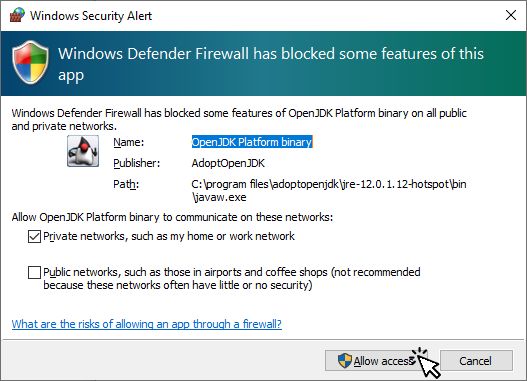 Windows Security Alert
Windows Defender Firewall has blocked some features of this
app
Windows Defender Firewall has blocked some features of OpenJDK Platform binary on all public
and private networks.
Name: OpenJDK Platform binary
Publisher: AdoptOpenJDK
Path: C:\program files\adoptopenjdk\jre-12.0.1.12-hotspot\bin
\javaw.exe
Allow OpenJDK Platform binary to communicate on these networks:
Private networks, such as my home or work network
Public networks, such as those in airports and coffee shops (not recommended
because these networks often have little or no security)
What are the risks of allowing an app through a firewall?
Allow access Cancel